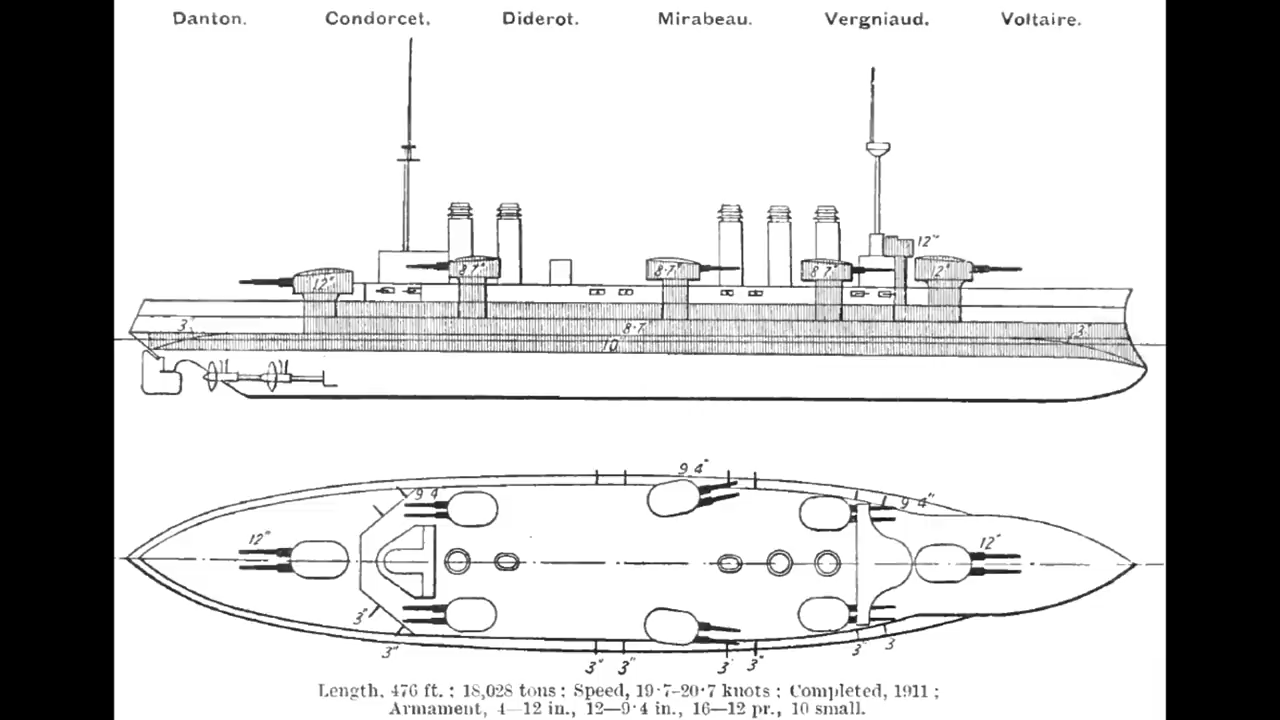 Danton. Condorcet. Diderot. Mirabeau. Vergniaud. Voltaire.
12"
12" 8·7" 8·7" 8·7" 2"
3" 8·7 3"
10
9 4"
9 4 9 4"
12" 12"
3"
3" 3" 3" 3" 3" 3" 3
Length, 476 ft. ; 18,028 tons ; Speed, 19·7–20·7 knots ; Completed, 1911 ;
Armament, 4—12 in., 12—9·4 in., 16—12 pr., 10 small.